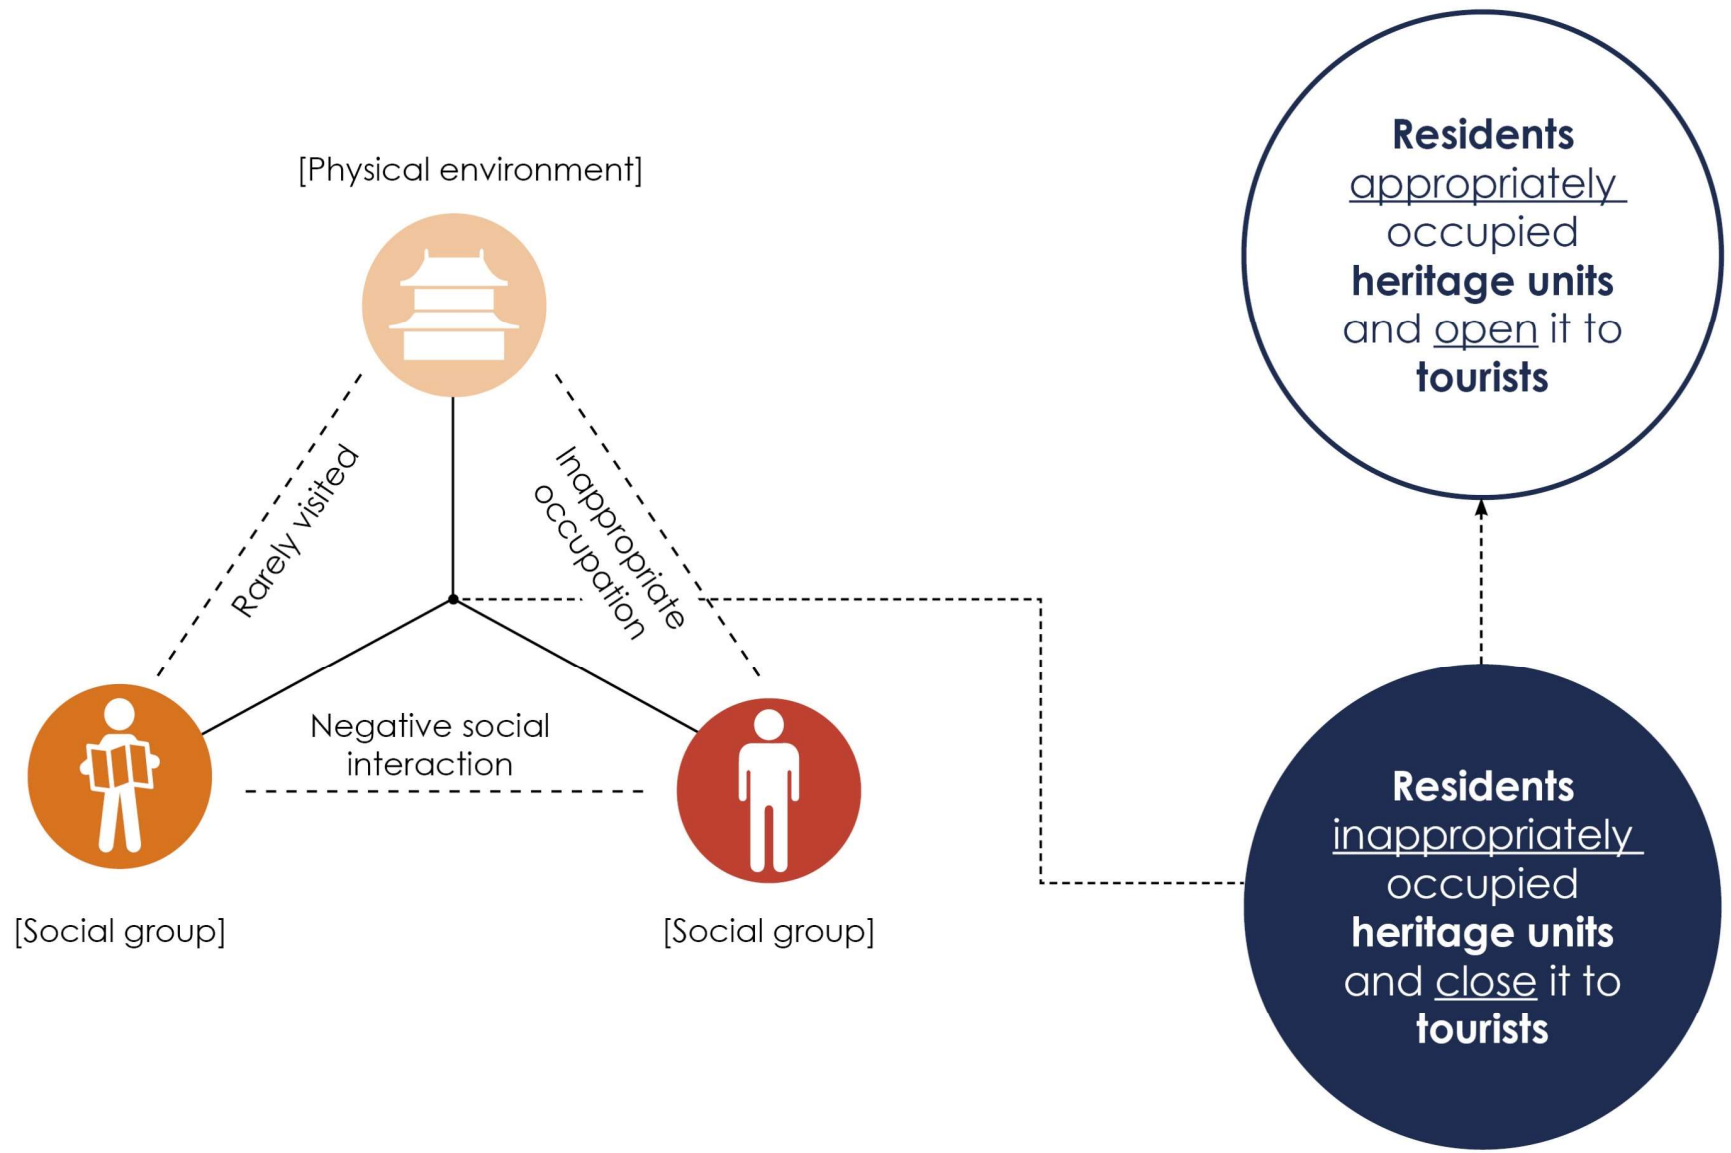 [Physical environment]
Rarely visited
Inappropriate
occupation
Negative social
interaction
[Social group]
[Social group]
Residents
appropriately
occupied
heritage units
and open it to
tourists
Residents
inappropriately
occupied
heritage units
and close it to
tourists